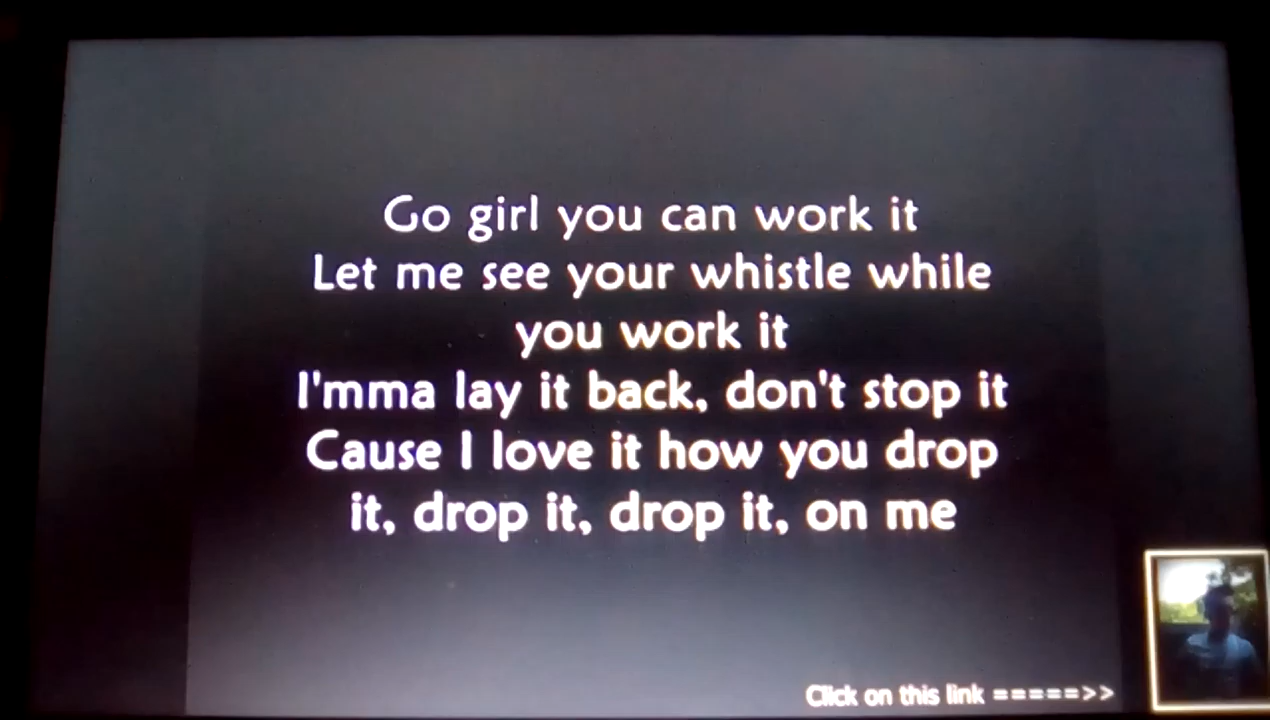 Go girl you can work it
Let me see your whistle while
you work it
I'mma lay it back, don't stop it
Cause I love it how you drop
it, drop it, drop it, on me
Click on this link =====>>